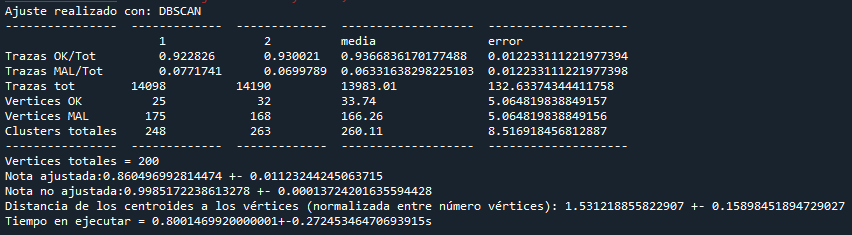 Ajuste realizado con: DBSCAN
---------------  -------------  -------------  -------------------  --------------------
                 1              2              media                error
Trazas OK/Tot    0.922826       0.930021       0.9366836170177488   0.012233111221977394
Trazas MAL/Tot   0.0771741      0.0699789      0.06331638298225103  0.012233111221977398
Trazas tot       14098          14190          13983.01             132.63374344411758
Vertices OK      25             32             33.74                5.064819838849157
Vertices MAL     175            168            166.26               5.064819838849156
Clusters totales 248            263            260.11               8.516918456812887
---------------  -------------  -------------  -------------------  --------------------
Vertices totales = 200
Nota ajustada:0.860496992814474 +- 0.01123244245063715
Nota no ajustada:0.9985172238613278 +- 0.00013724201635594428
Distancia de los centroides a los vértices (normalizada entre número vértices): 1.531218855822907 +- 0.15898451894729027
Tiempo en ejecutar = 0.8001469920000001+-0.27245346470693915s